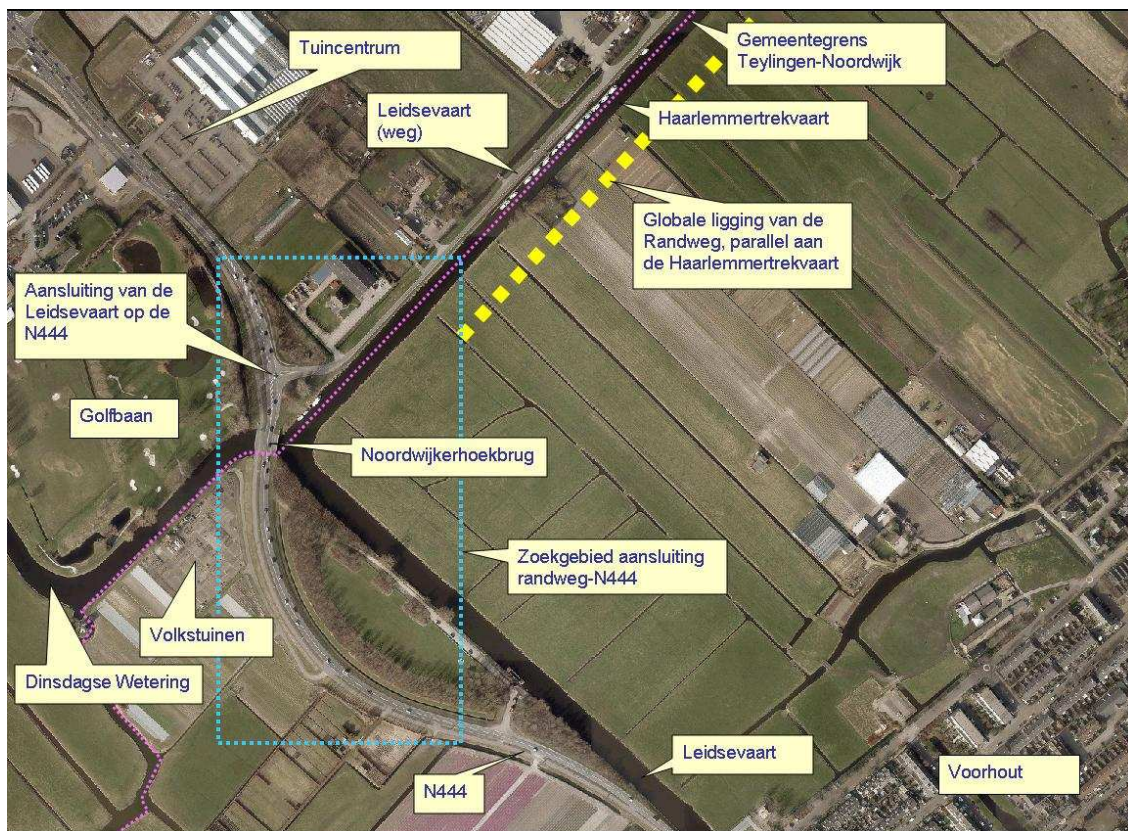 Tuincentrum
Gemeentegrens
Teylingen-Noordwijk
Leidsevaart
(weg)
Haarlemmertrekvaart
Globale ligging van de
Randweg, parallel aan
de Haarlemmertrekvaart
Aansluiting van de
Leidsevaart op de
N444
Golfbaan
Noordwijkerhoekbrug
Zoekgebied aansluiting
randweg-N444
Volkstuinen
Dinsdagse Wetering
Leidsevaart
N444
Voorhout